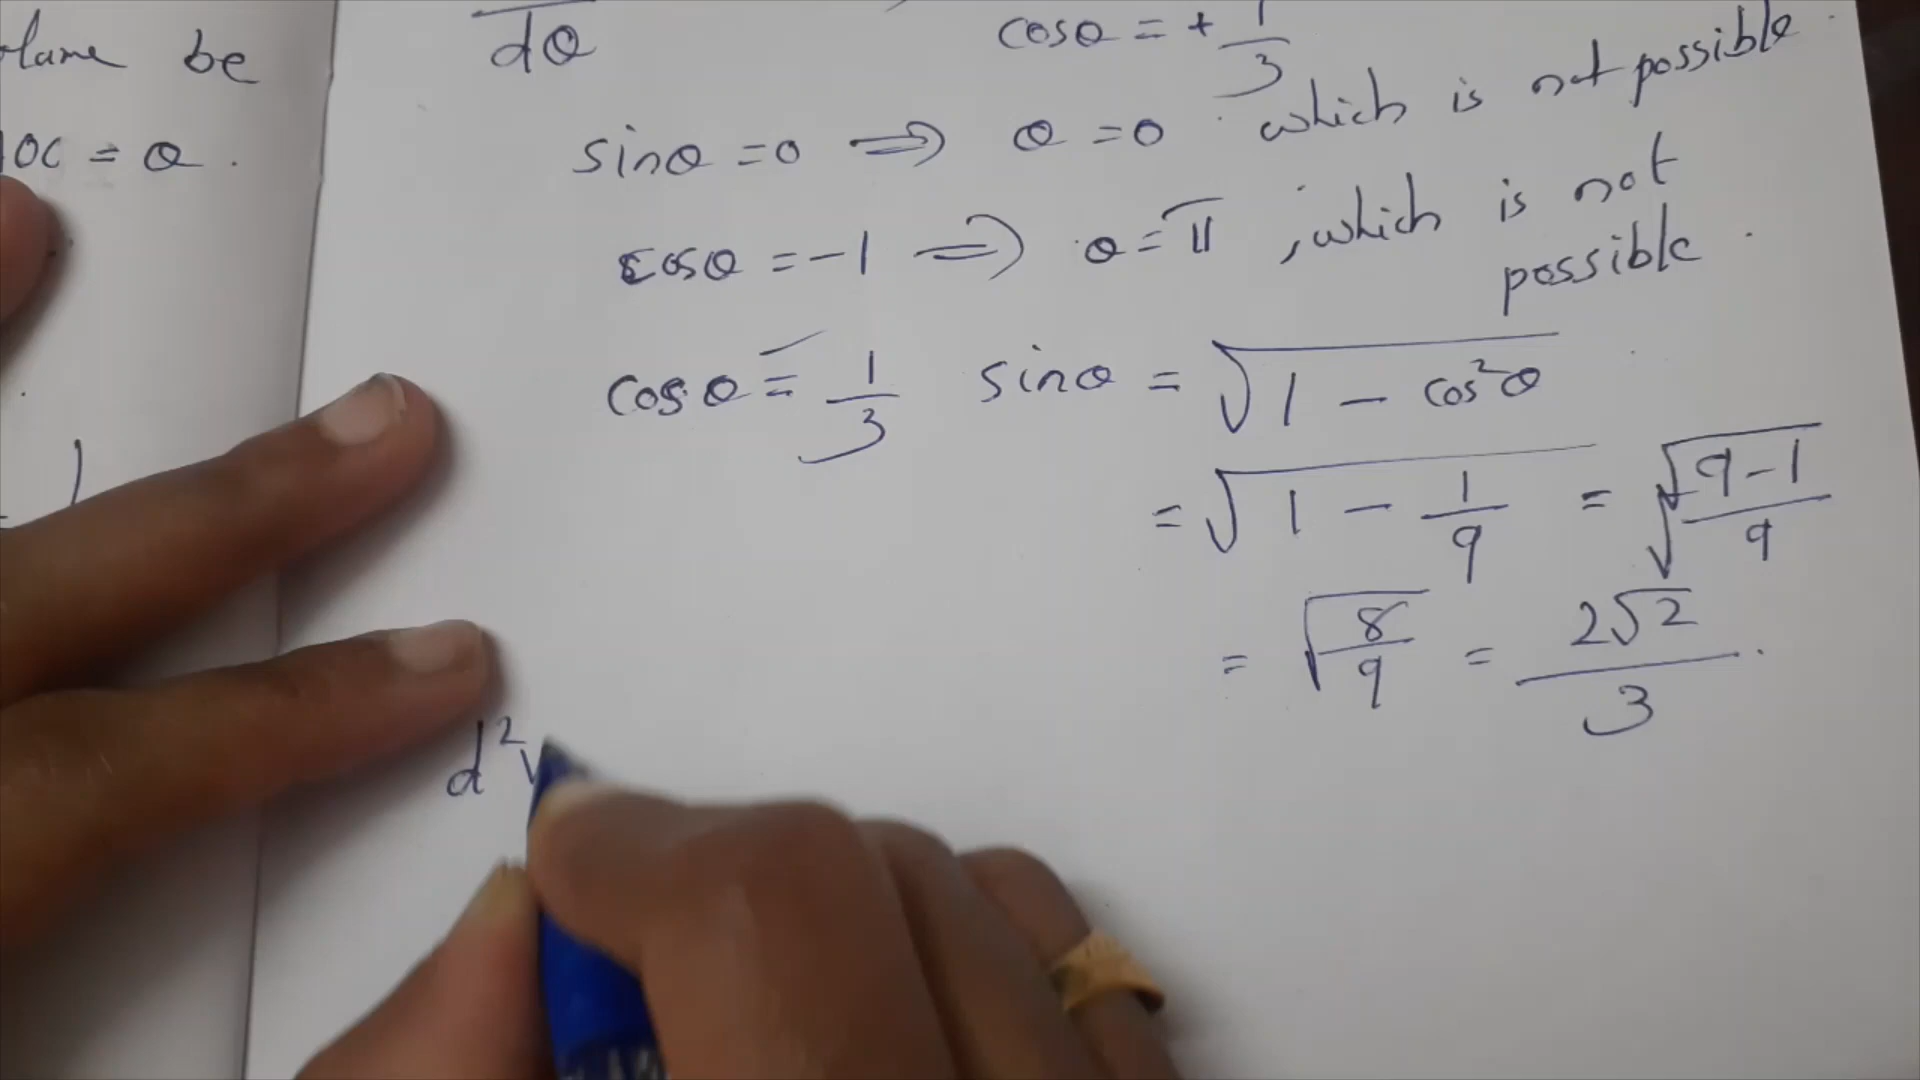 be
OC = θ .
dθ
cosθ = + 1/3
sinθ = 0 ⟹ θ = 0 which is not possible .
cosθ = -1 ⟹ θ = π , which is not
possible .
cosθ = 1/3 sinθ = √(1 - cos²θ)
= √(1 - 1/9) = √((9-1)/9)
= √(8/9) = 2√2/3 .
d²